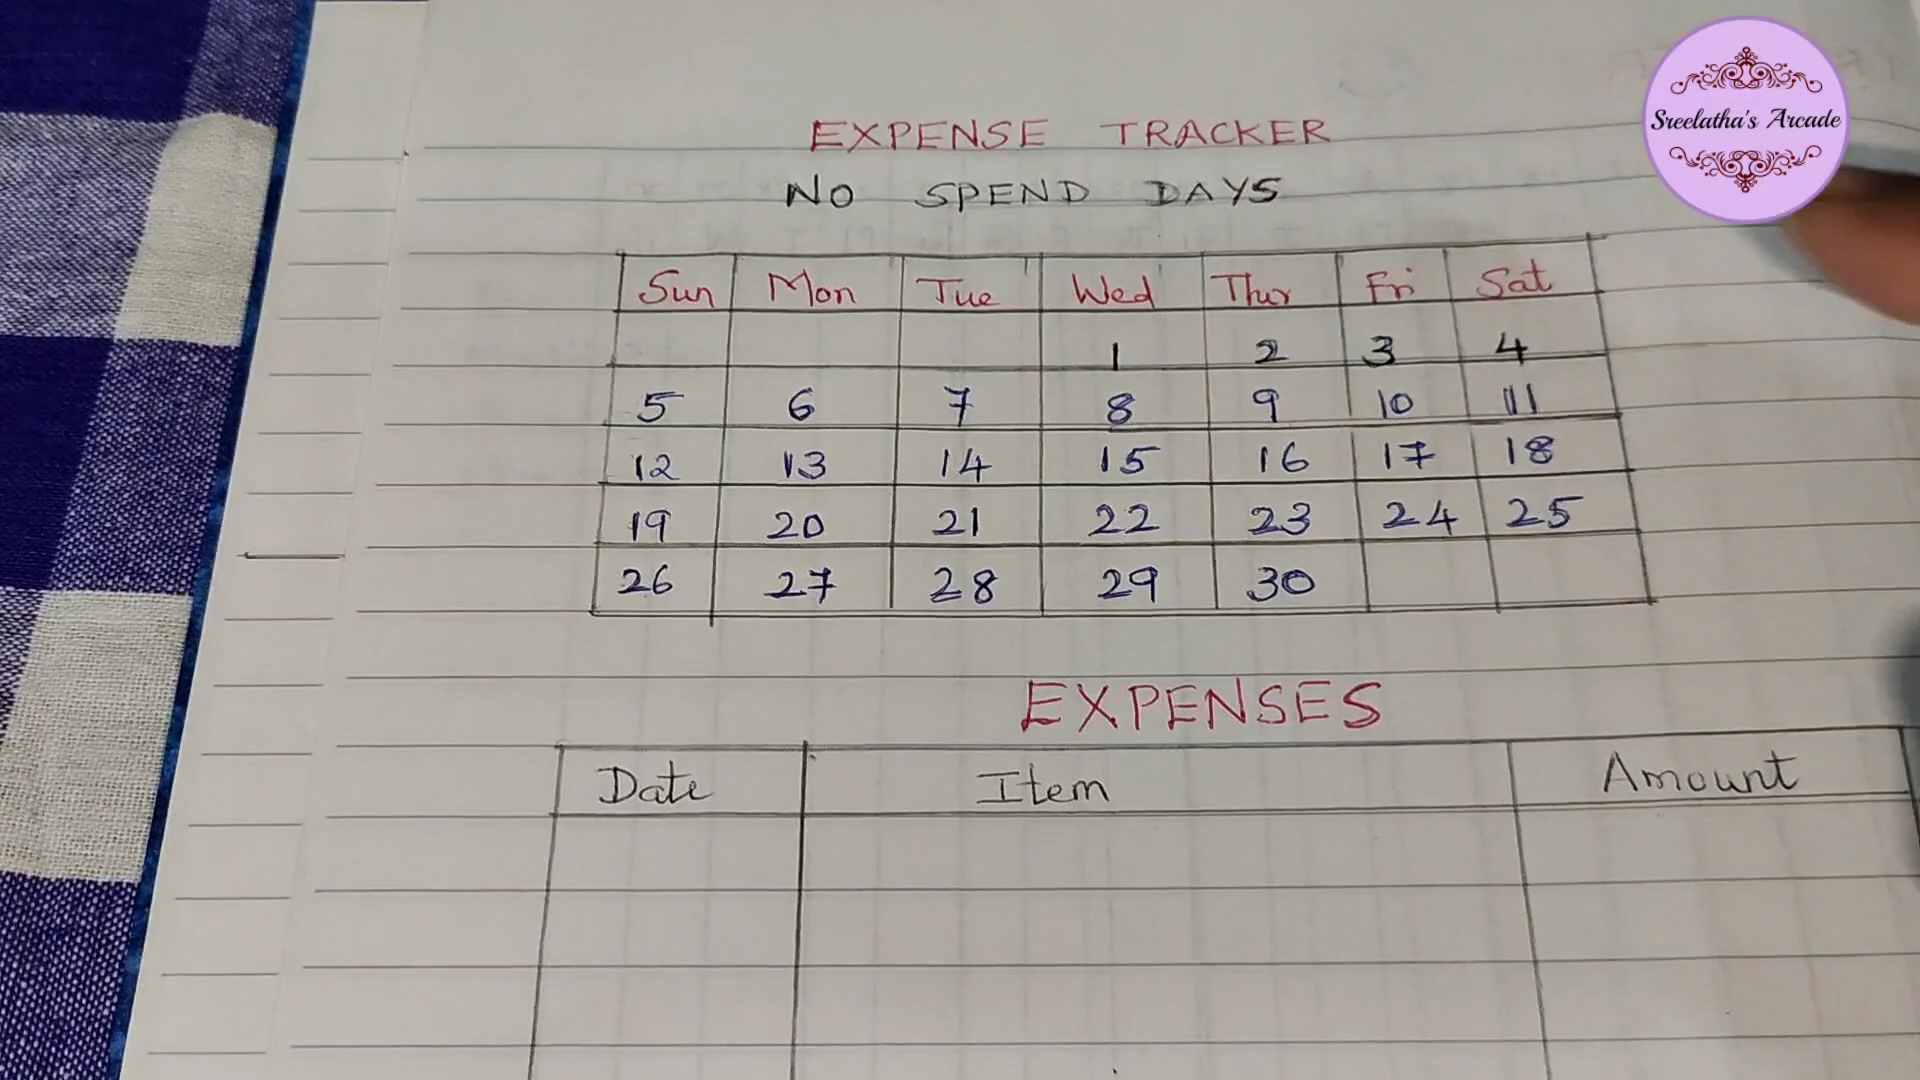 Sreelatha's Arcade
EXPENSE TRACKER
NO SPEND DAYS
Sun Mon Tue Wed Thur Fri Sat
1 2 3 4
5 6 7 8 9 10 11
12 13 14 15 16 17 18
19 20 21 22 23 24 25
26 27 28 29 30
EXPENSES
Date Item Amount